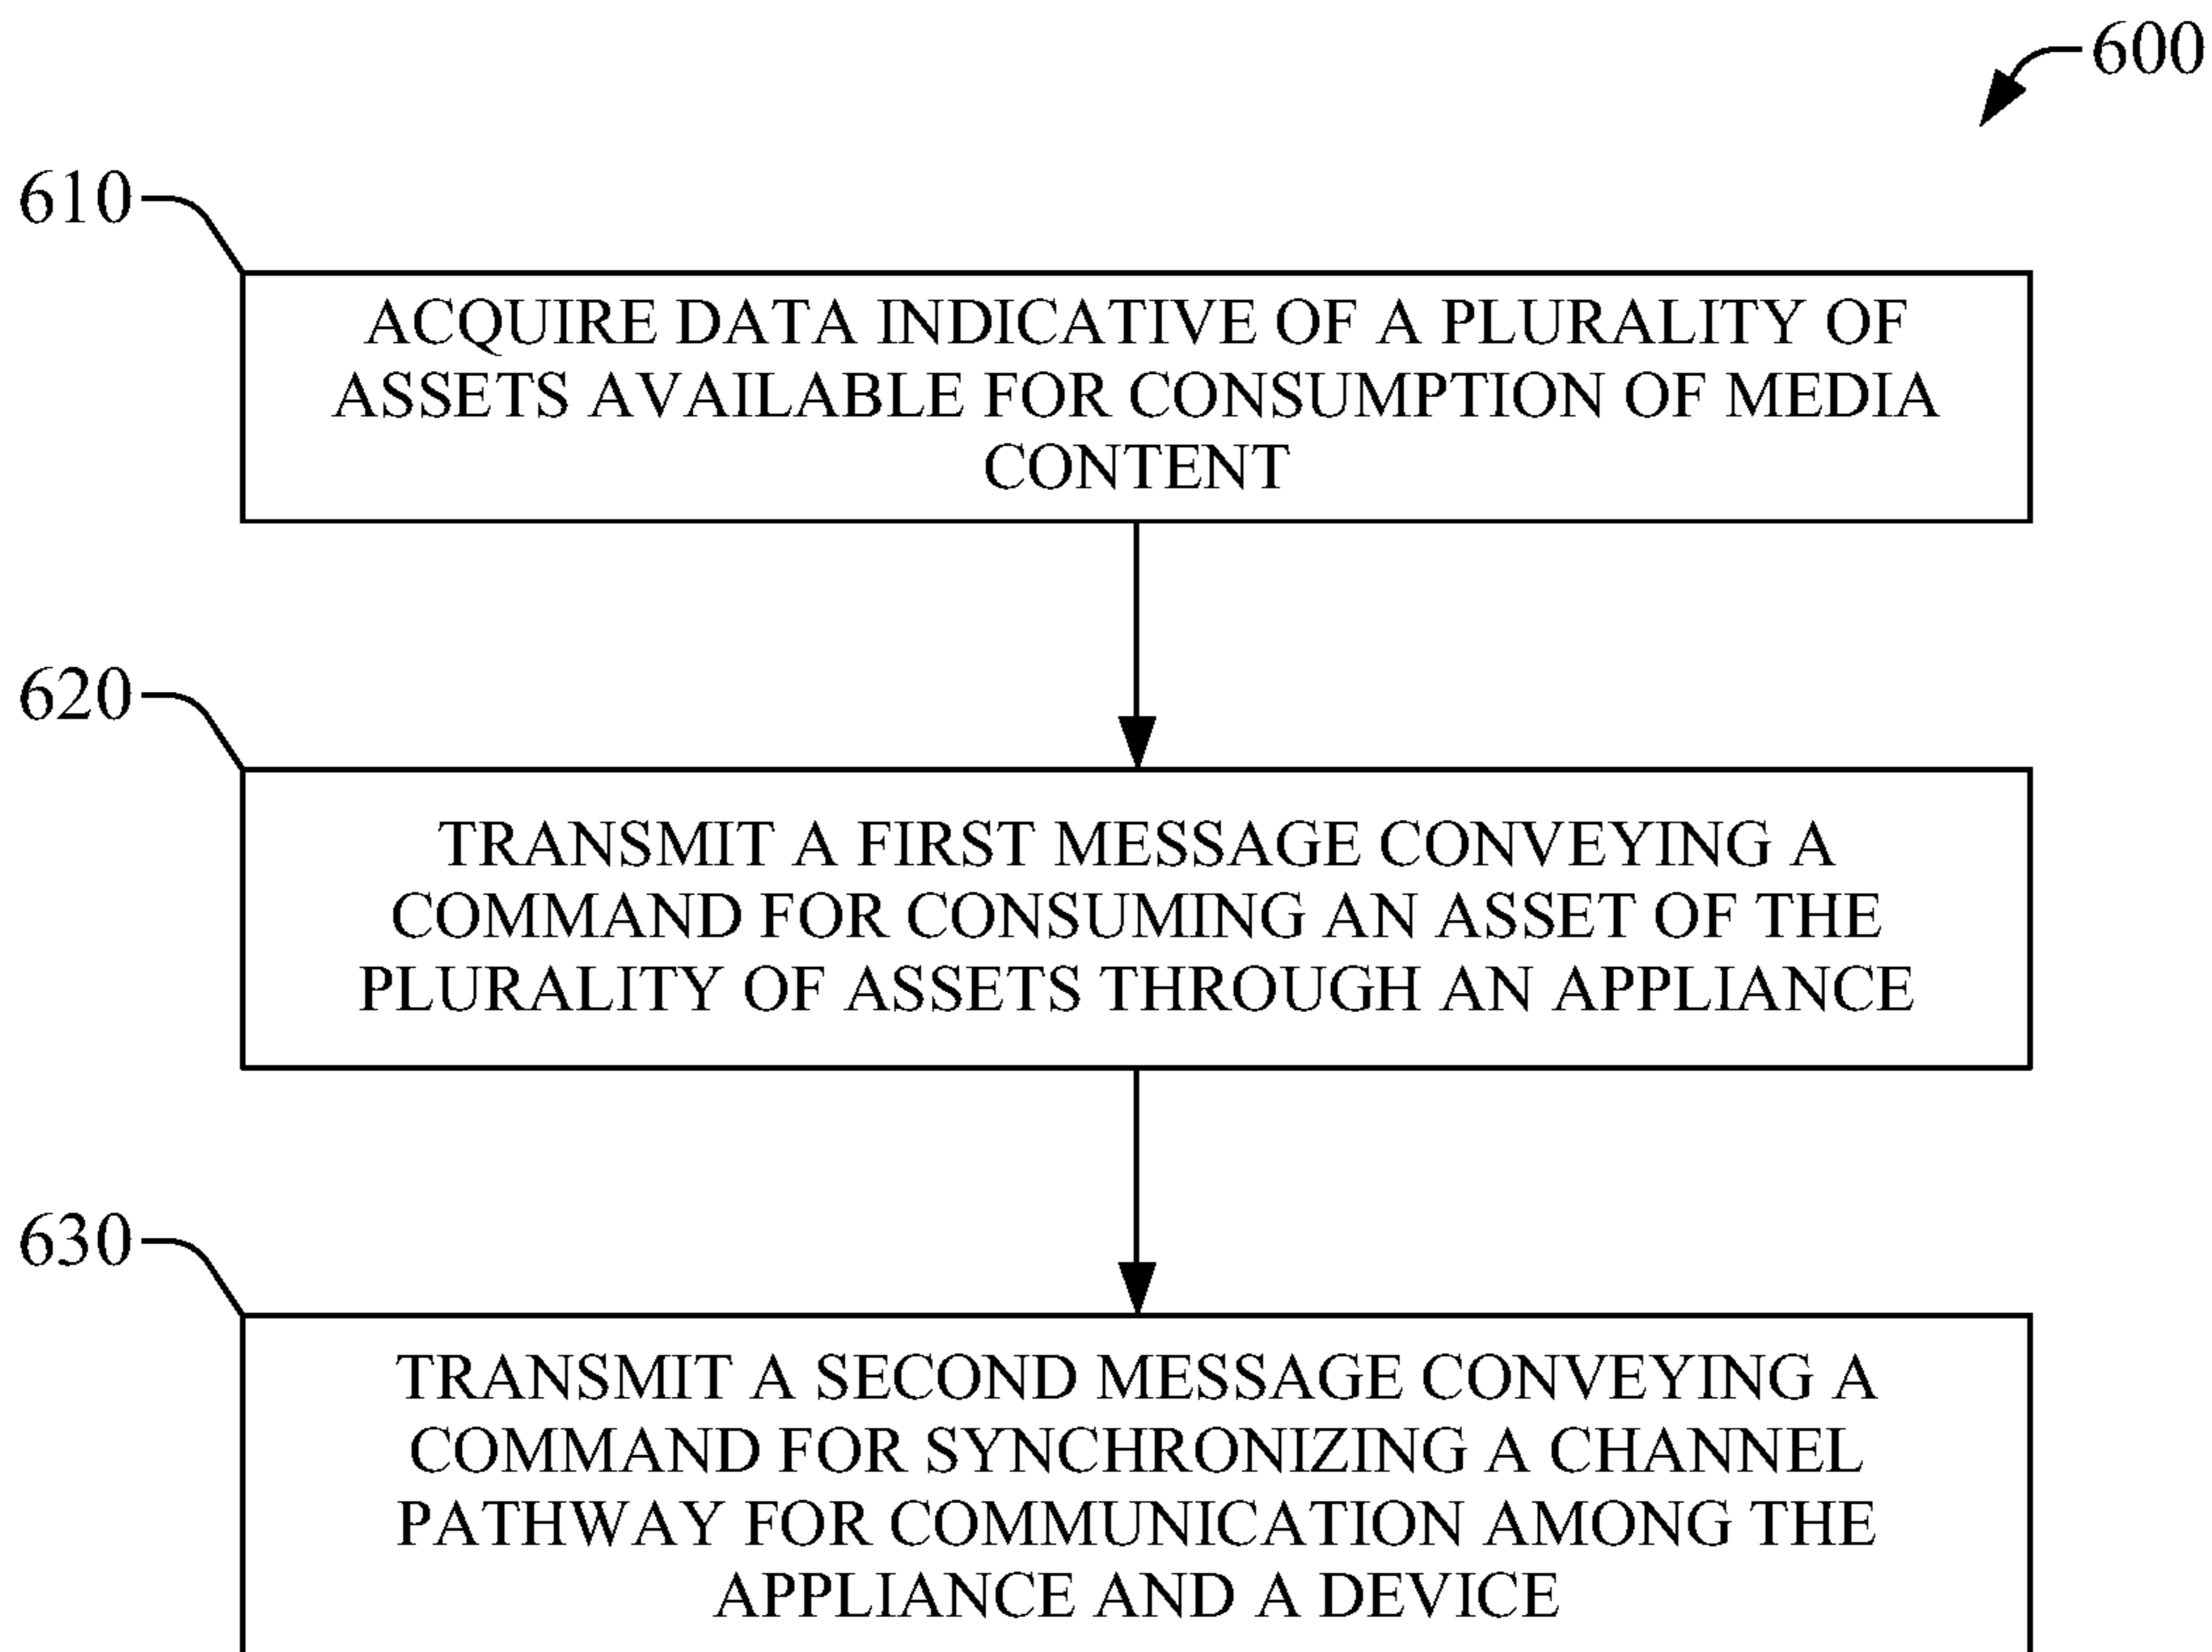 600
610
ACQUIRE DATA INDICATIVE OF A PLURALITY OF
ASSETS AVAILABLE FOR CONSUMPTION OF MEDIA
CONTENT
620
TRANSMIT A FIRST MESSAGE CONVEYING A
COMMAND FOR CONSUMING AN ASSET OF THE
PLURALITY OF ASSETS THROUGH AN APPLIANCE
630
TRANSMIT A SECOND MESSAGE CONVEYING A
COMMAND FOR SYNCHRONIZING A CHANNEL
PATHWAY FOR COMMUNICATION AMONG THE
APPLIANCE AND A DEVICE